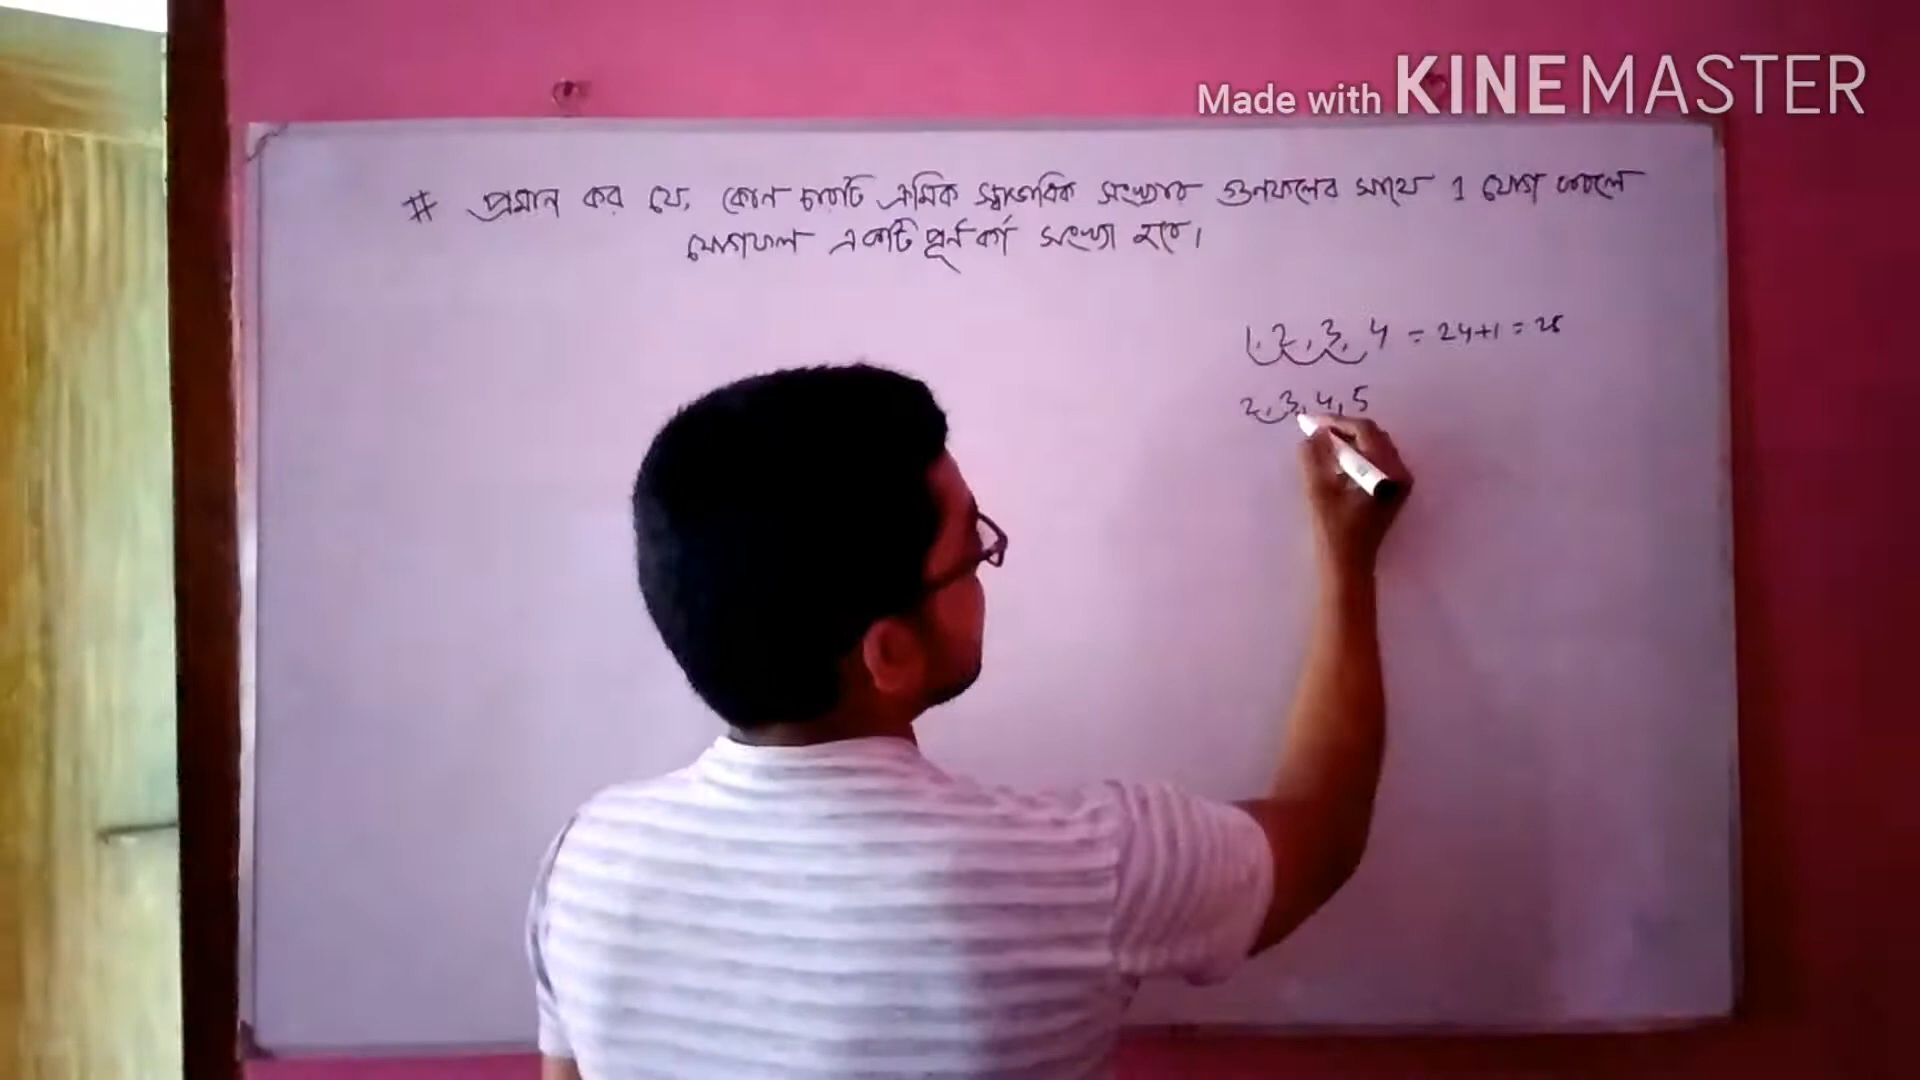 Made with KINEMASTER
# প্রমান কর যে, কোন চারটি ক্রমিক স্বাভাবিক সংখ্যার গুনফলের সাথে 1 যোগ করলে
যোগফল একটি পূর্ন বর্গ সংখ্যা হবে।
1, 2, 3, 4 = 24+1 = 25
2, 3, 4, 5